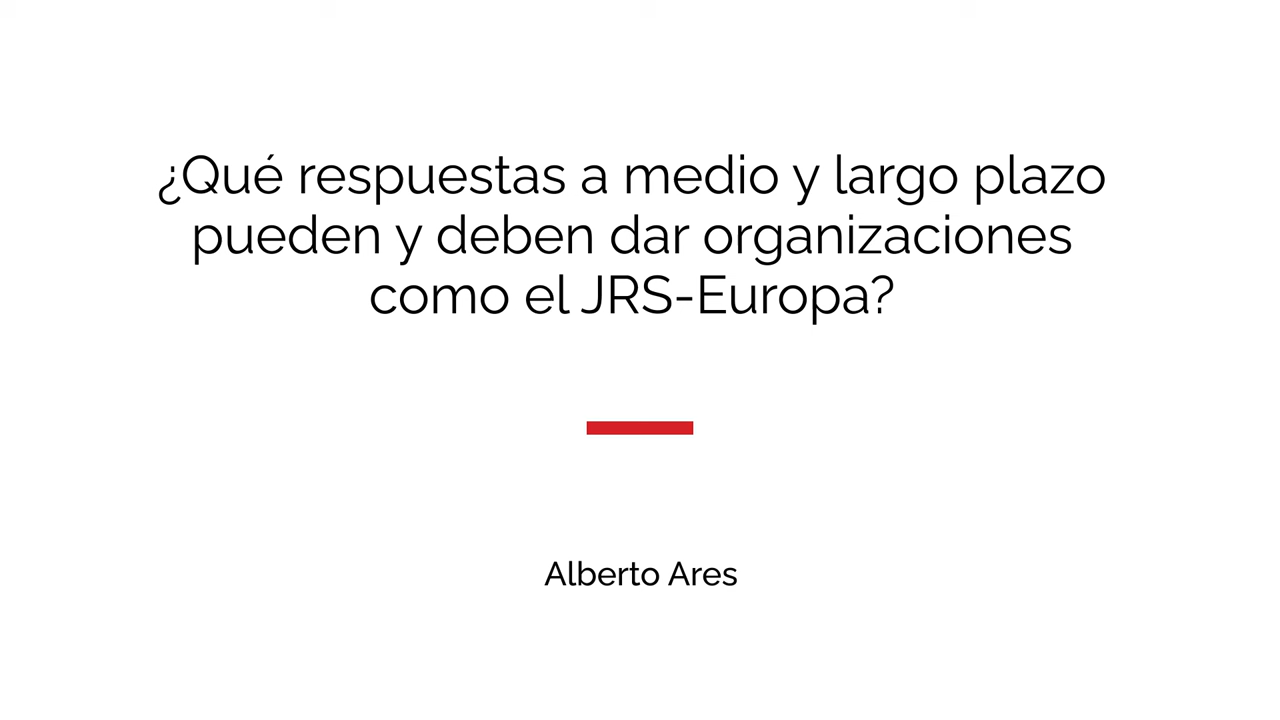 ¿Qué respuestas a medio y largo plazo
pueden y deben dar organizaciones
como el JRS-Europa?
Alberto Ares